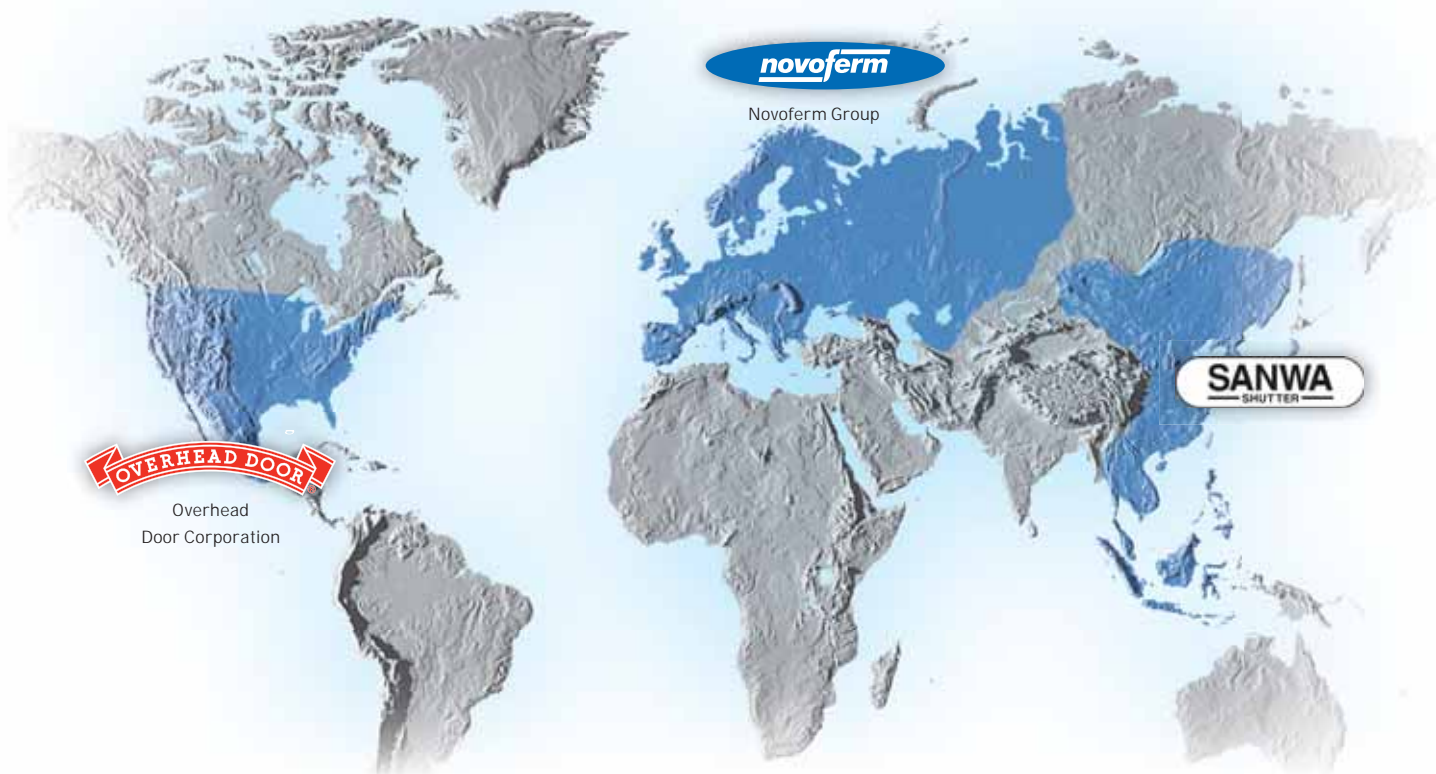 novoferm
Novoferm Group
SANWA
SHUTTER
OVERHEAD DOOR
Overhead
Door Corporation